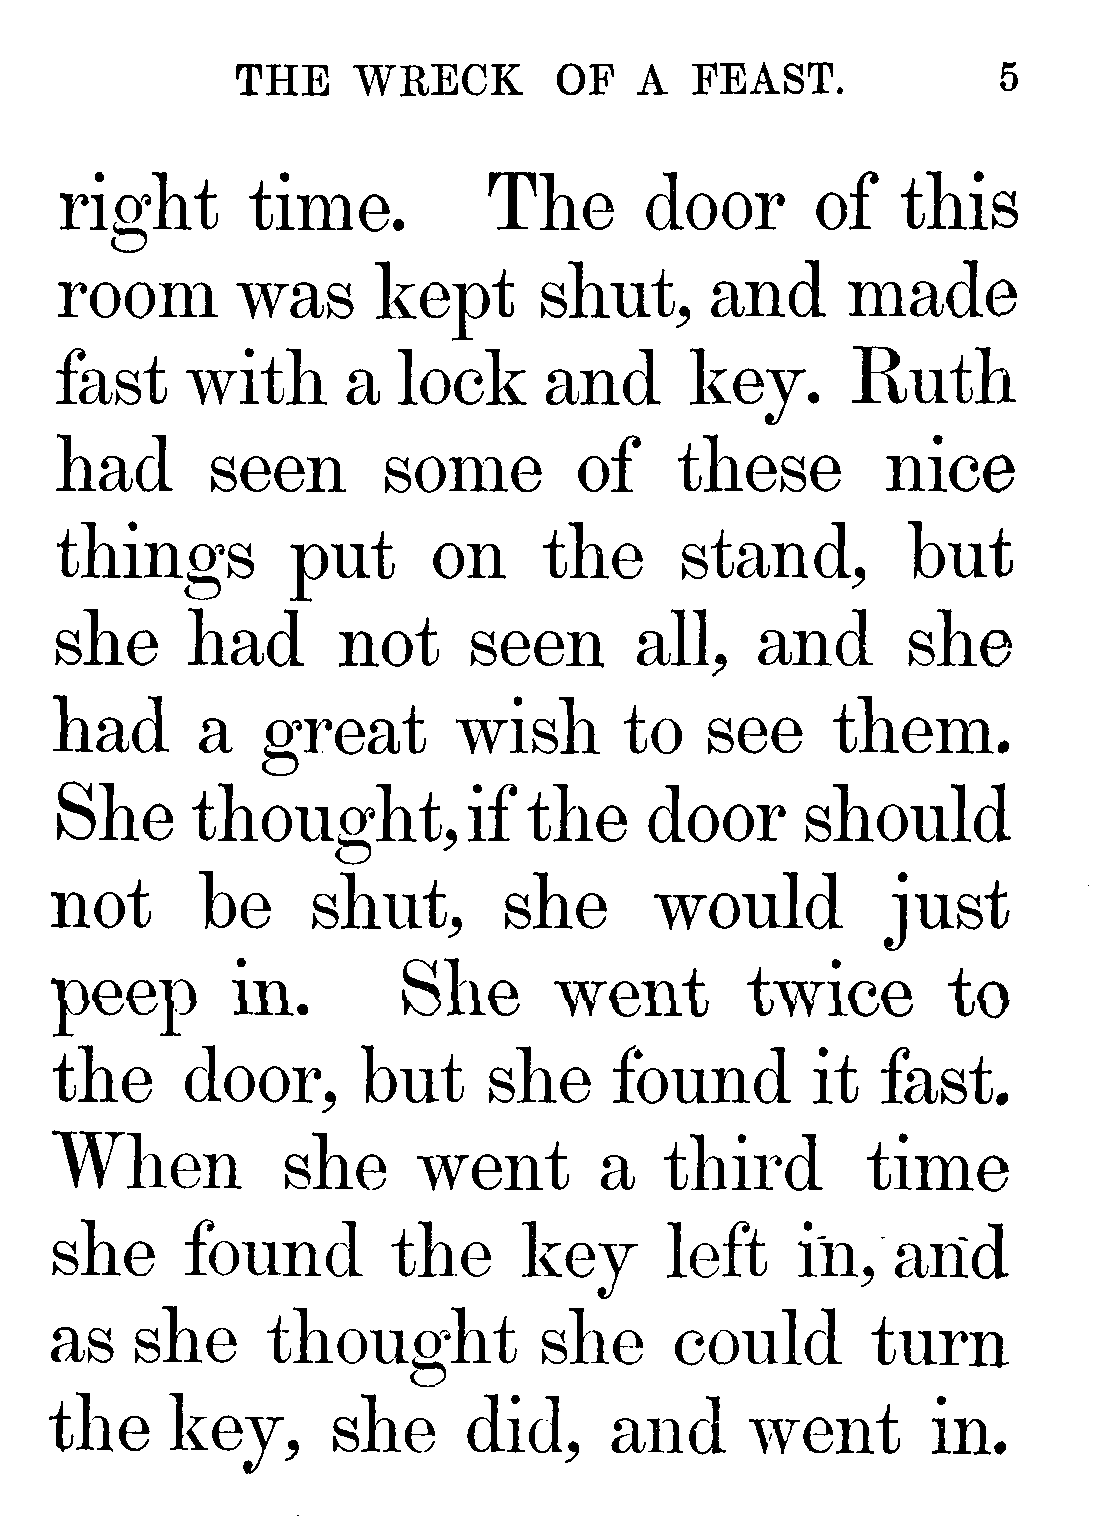 THE WRECK OF A FEAST. 5
right time. The door of this
room was kept shut, and made
fast with a lock and key. Ruth
had seen some of these nice
things put on the stand, but
she had not seen all, and she
had a great wish to see them.
She thought, if the door should
not be shut, she would just
peep in. She went twice to
the door, but she found it fast.
When she went a third time
she found the key left in, and
as she thought she could turn
the key, she did, and went in.